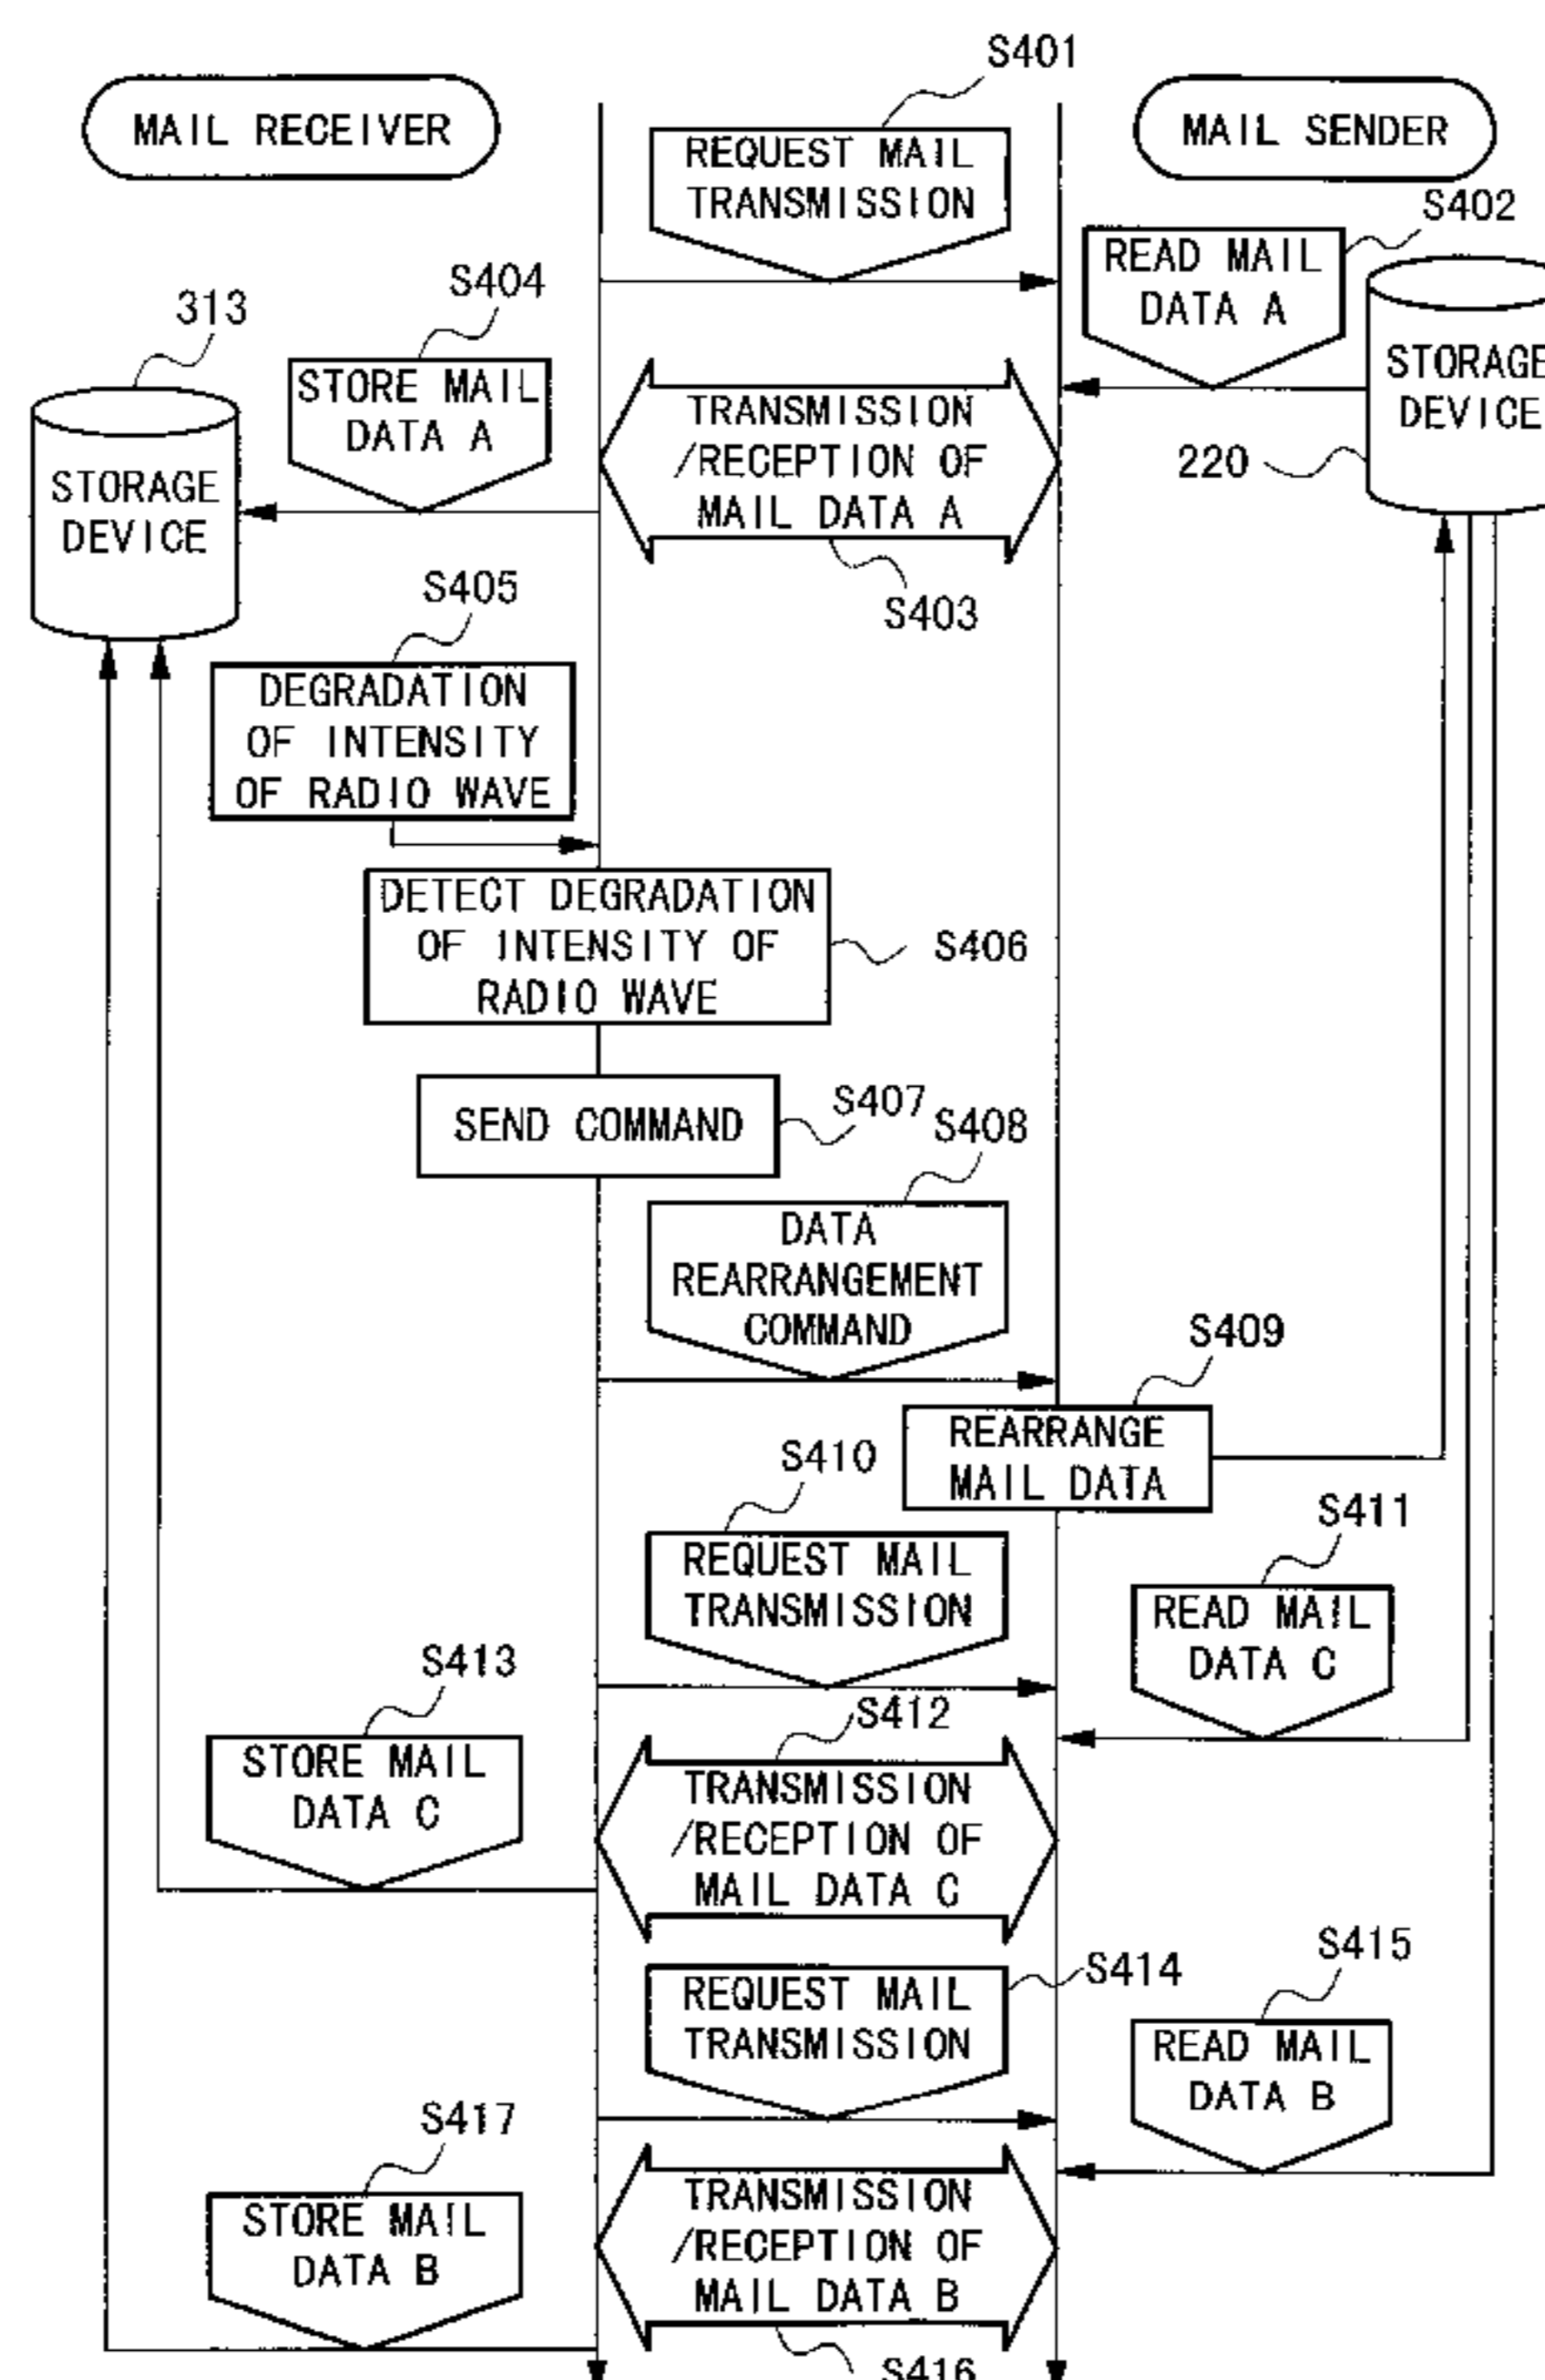 S401
MAIL RECEIVER
REQUEST MAIL
TRANSMISSION
MAIL SENDER
S402
READ MAIL
DATA A
S404
313
STORE MAIL
DATA A
STORAGE
DEVICE
TRANSMISSION
/RECEPTION OF
MAIL DATA A
220
STORAGE
DEVICE
S403
S405
DEGRADATION
OF INTENSITY
OF RADIO WAVE
DETECT DEGRADATION
OF INTENSITY OF
RADIO WAVE
S406
SEND COMMAND
S407
S408
DATA
REARRANGEMENT
COMMAND
S409
REARRANGE
MAIL DATA
S410
REQUEST MAIL
TRANSMISSION
S411
READ MAIL
DATA C
S413
STORE MAIL
DATA C
S412
TRANSMISSION
/RECEPTION OF
MAIL DATA C
S414
REQUEST MAIL
TRANSMISSION
S415
READ MAIL
DATA B
S417
STORE MAIL
DATA B
TRANSMISSION
/RECEPTION OF
MAIL DATA B
S416